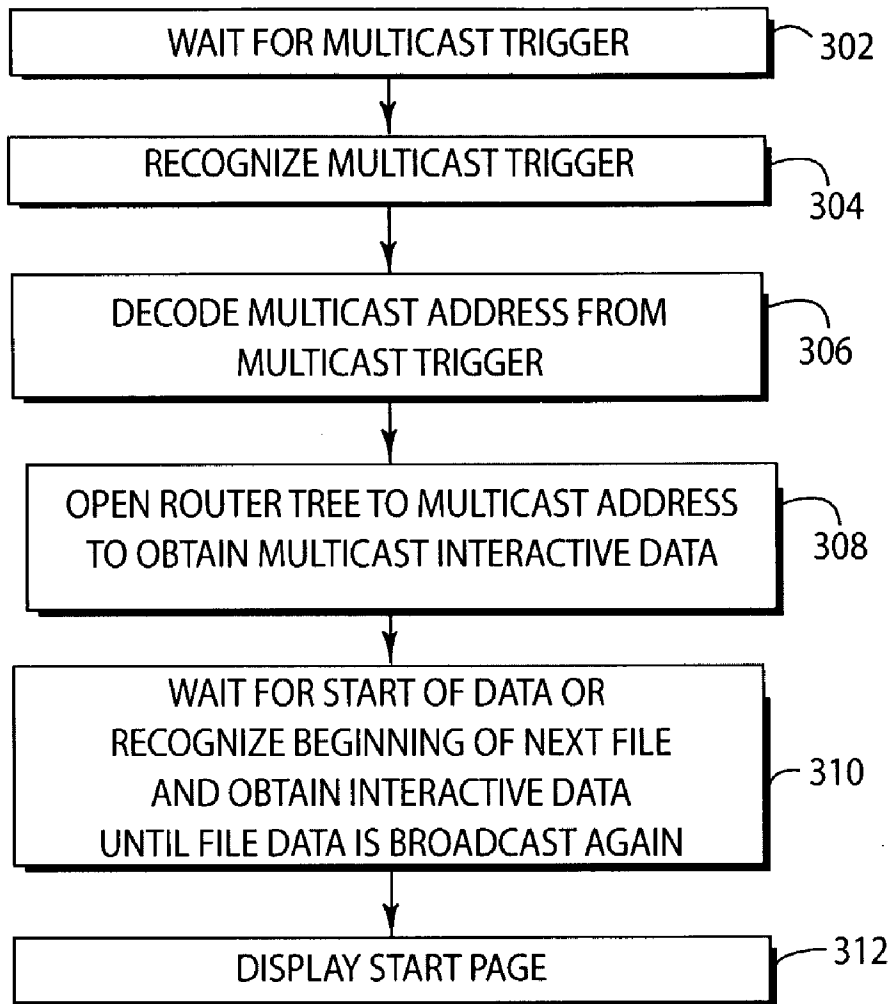 WAIT FOR MULTICAST TRIGGER
302
RECOGNIZE MULTICAST TRIGGER
304
DECODE MULTICAST ADDRESS FROM
MULTICAST TRIGGER
306
OPEN ROUTER TREE TO MULTICAST ADDRESS
TO OBTAIN MULTICAST INTERACTIVE DATA
308
WAIT FOR START OF DATA OR
RECOGNIZE BEGINNING OF NEXT FILE
AND OBTAIN INTERACTIVE DATA
UNTIL FILE DATA IS BROADCAST AGAIN
310
DISPLAY START PAGE
312